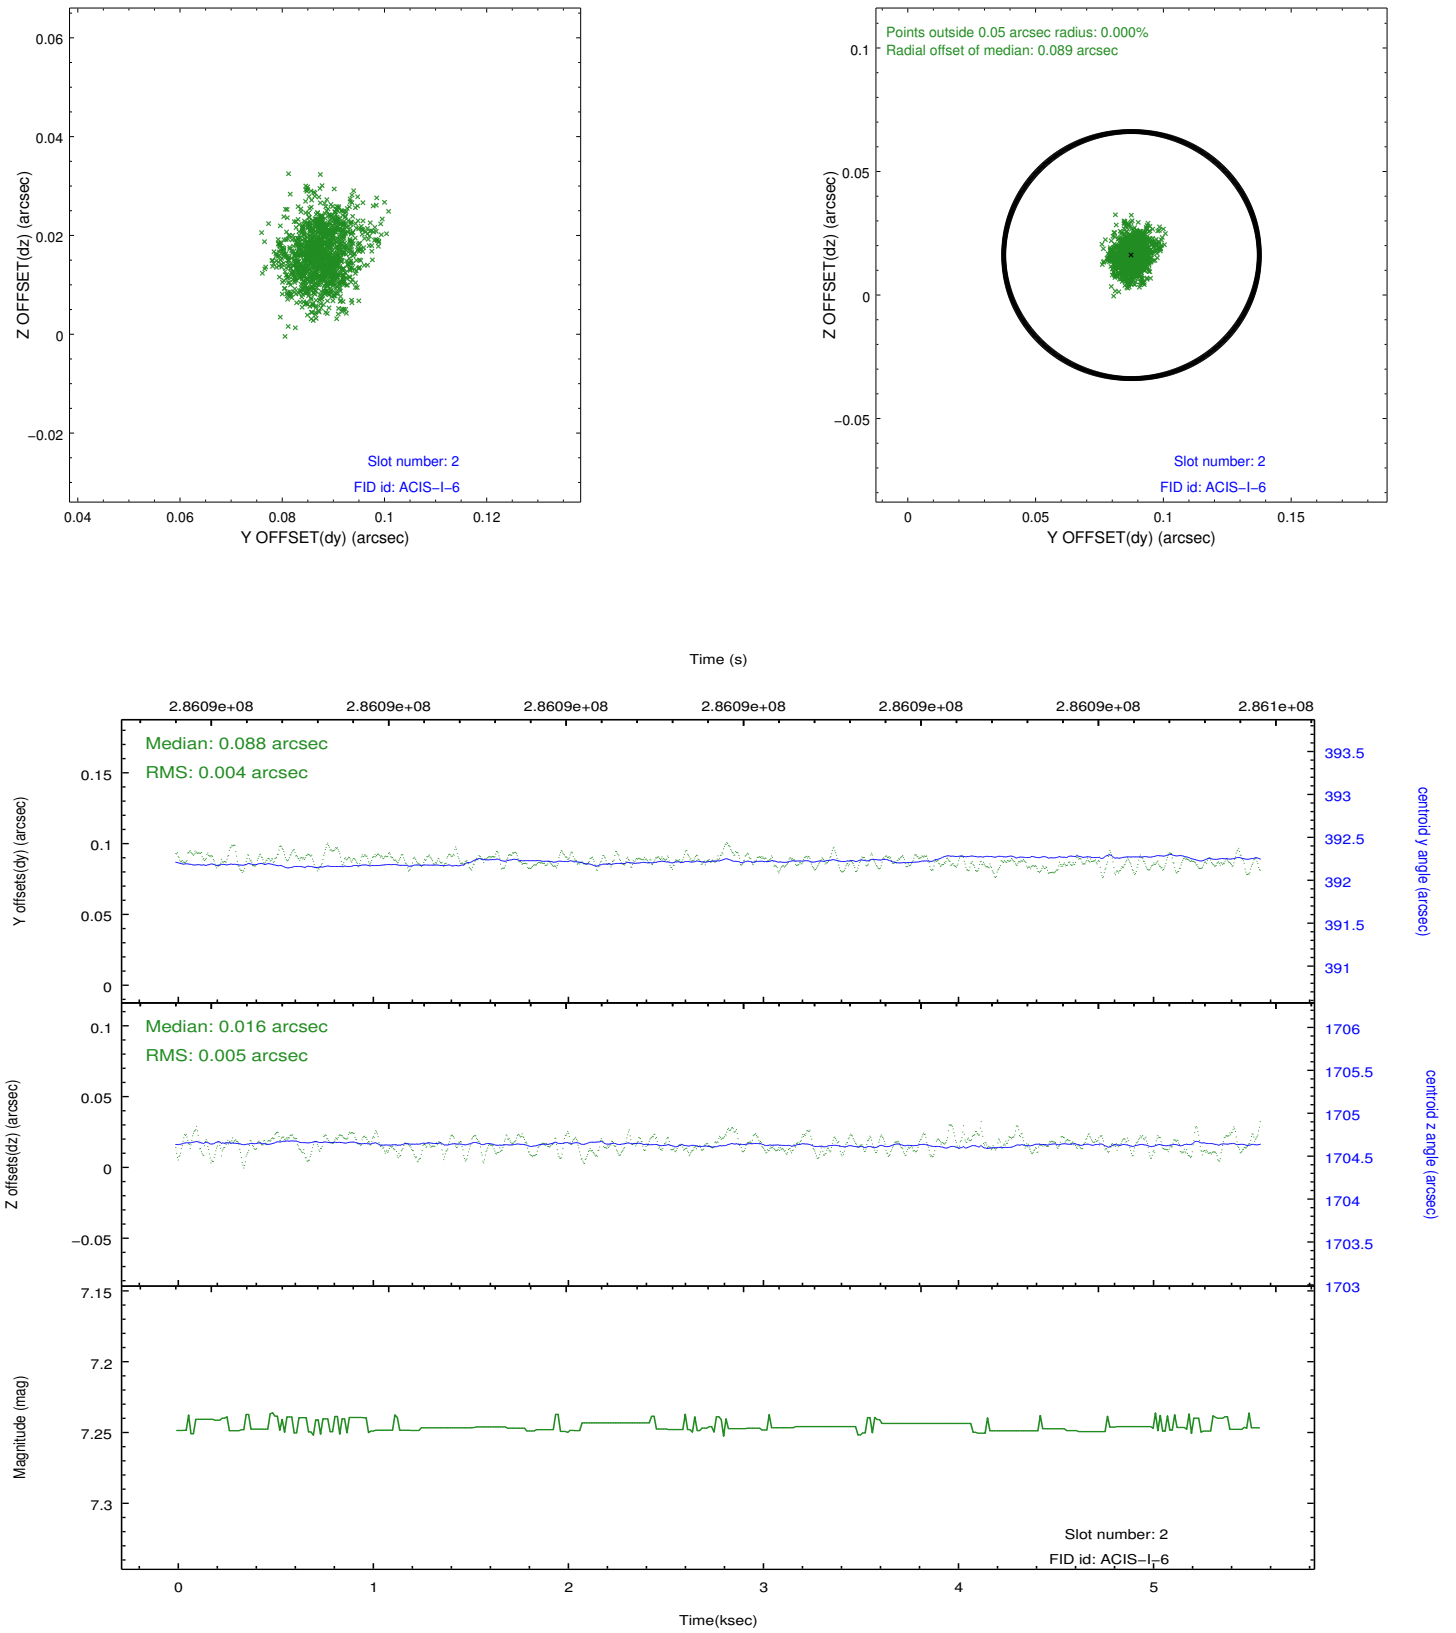 0.06
0.04
0.02
0
−0.02
Z OFFSET(dz) (arcsec)
Slot number: 2
FID id: ACIS−I−6
0.04 0.06 0.08 0.1 0.12
Y OFFSET(dy) (arcsec)
Points outside 0.05 arcsec radius: 0.000%
Radial offset of median: 0.089 arcsec
0.1
0.05
0
−0.05
Z OFFSET(dz) (arcsec)
Slot number: 2
FID id: ACIS−I−6
0 0.05 0.1 0.15
Y OFFSET(dy) (arcsec)
Time (s)
2.8609e+08 2.8609e+08 2.8609e+08 2.8609e+08 2.8609e+08 2.8609e+08 2.861e+08
Median: 0.088 arcsec
RMS: 0.004 arcsec
0.15
0.1
0.05
0
Y offsets(dy) (arcsec)
393.5
393
392.5
392
391.5
391
centroid y angle (arcsec)
Median: 0.016 arcsec
RMS: 0.005 arcsec
0.1
0.05
0
−0.05
Z offsets(dz) (arcsec)
1706
1705.5
1705
1704.5
1704
1703.5
1703
centroid z angle (arcsec)
7.15
7.2
7.25
7.3
Magnitude (mag)
Slot number: 2
FID id: ACIS−I−6
0 1 2 3 4 5
Time(ksec)